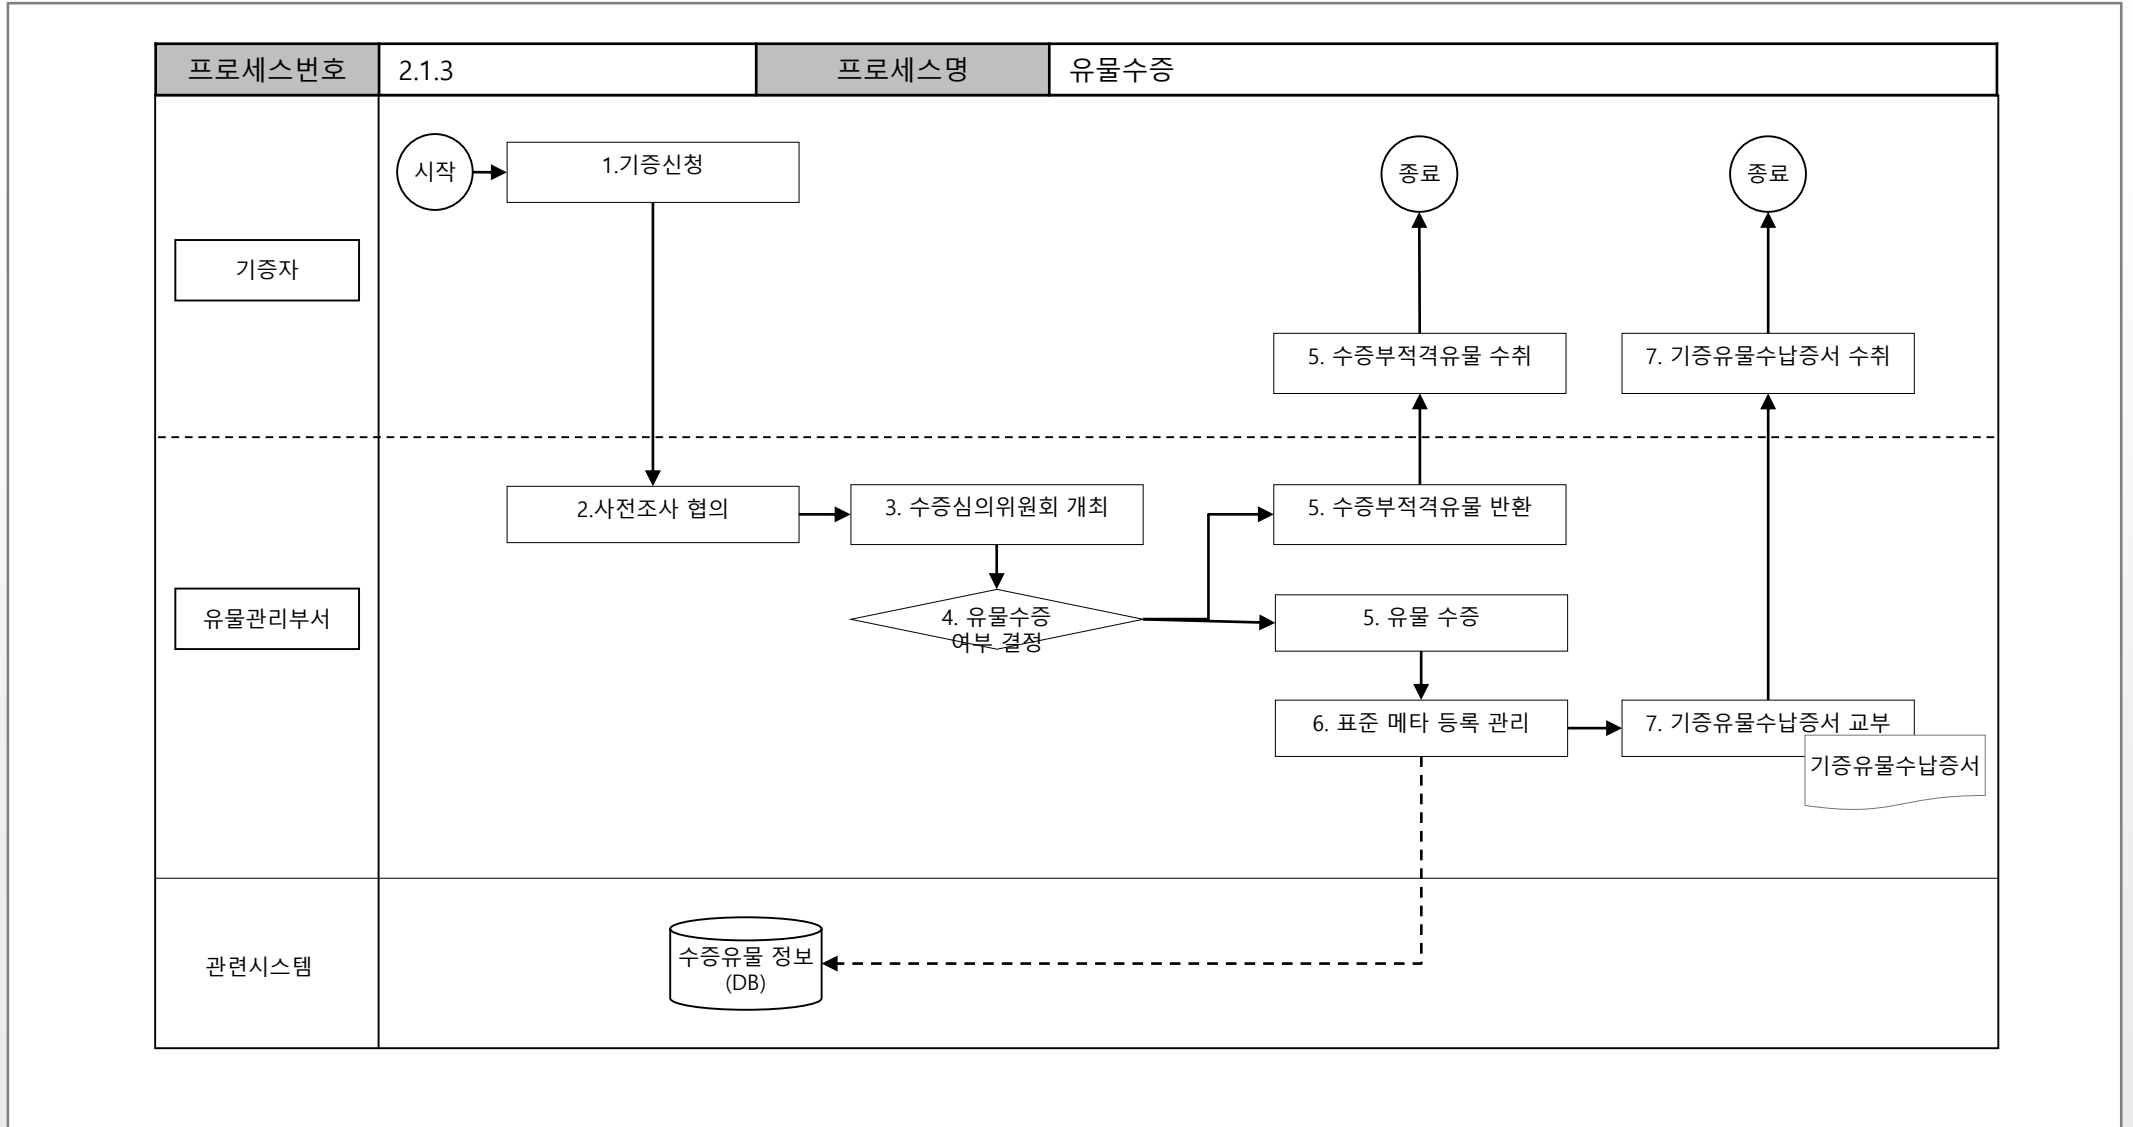 프로세스번호
2.1.3
프로세스명
유물수증
시작
1.기증신청
종료
종료
기증자
5. 수증부적격유물 수취
7. 기증유물수납증서 수취
2.사전조사 협의
3. 수증심의위원회 개최
5. 수증부적격유물 반환
유물관리부서
4. 유물수증
여부 결정
5. 유물 수증
6. 표준 메타 등록 관리
7. 기증유물수납증서 교부
기증유물수납증서
관련시스템
수증유물 정보
(DB)